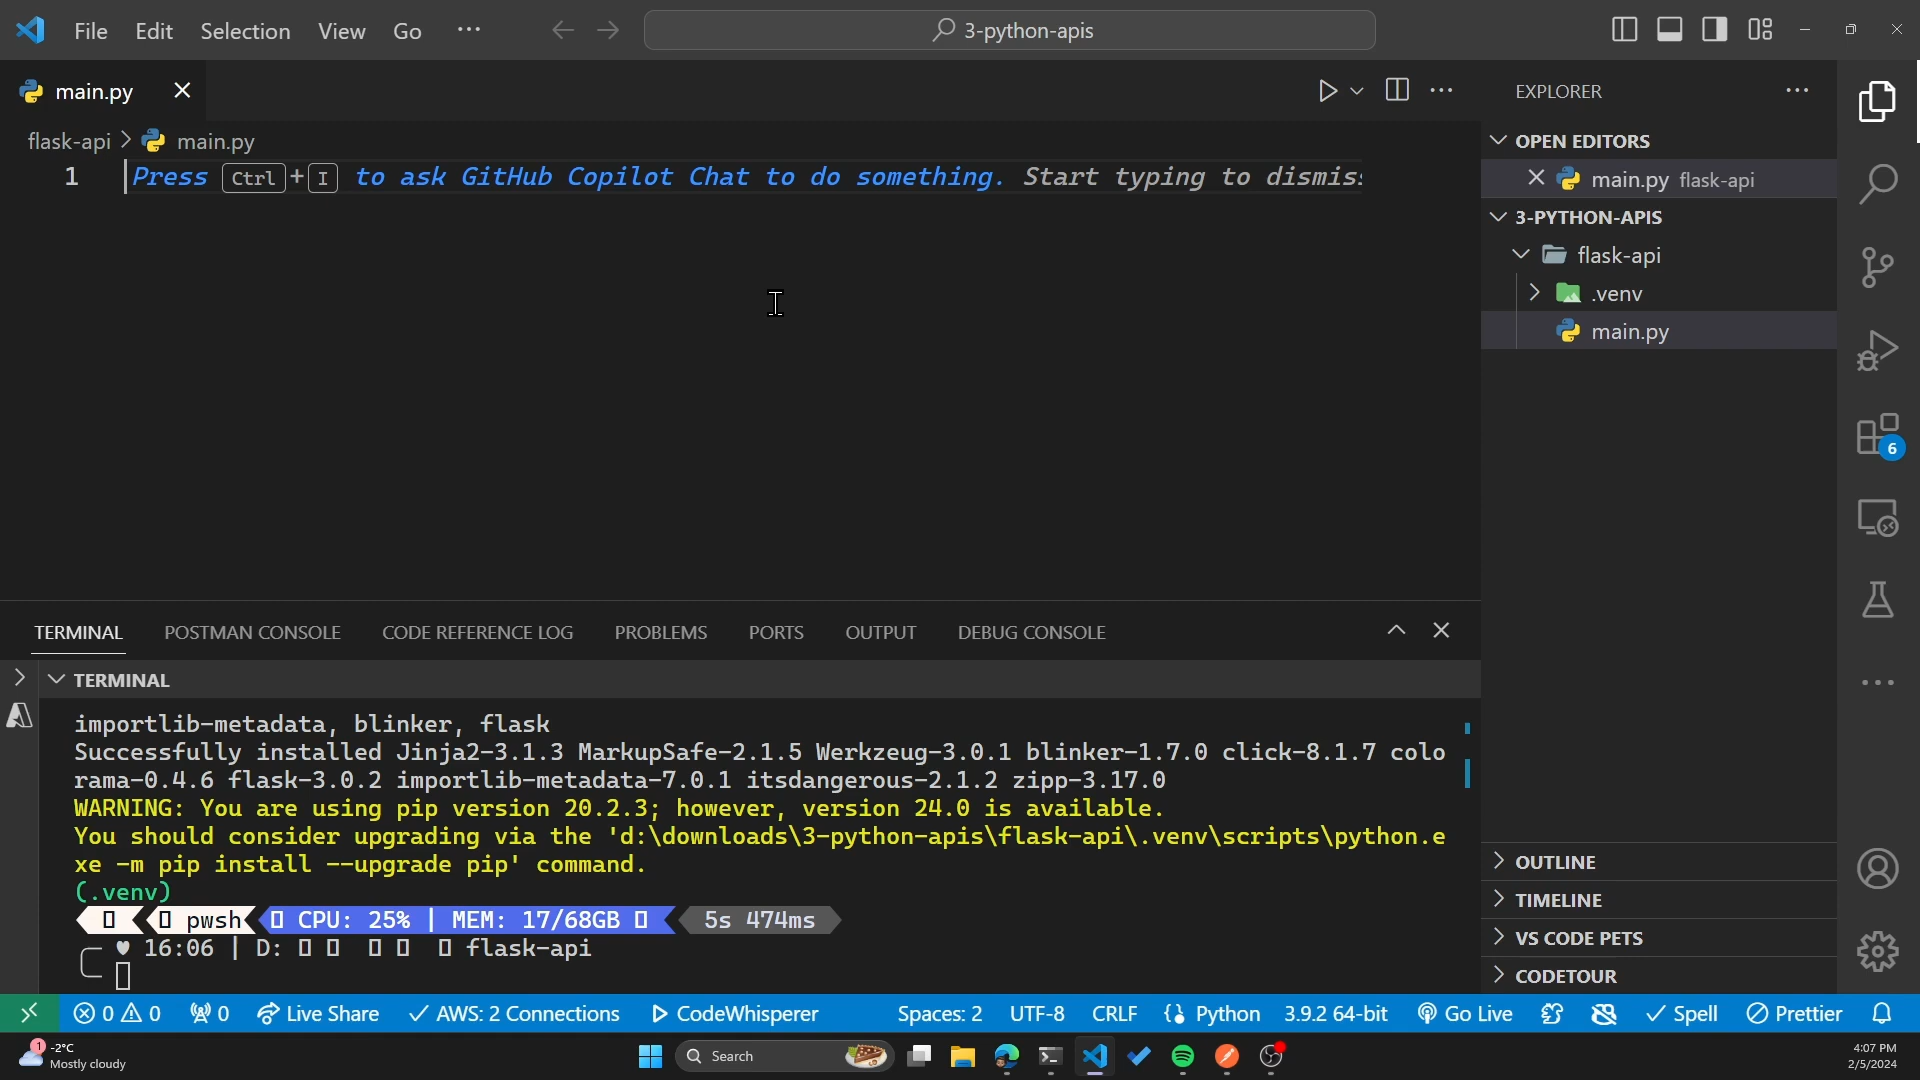 File Edit Selection View Go ··· 3-python-apis
main.py
EXPLORER
flask-api > main.py
OPEN EDITORS
1 Press Ctrl+I to ask GitHub Copilot Chat to do something. Start typing to dismis
main.py flask-api
3-PYTHON-APIS
flask-api
.venv
main.py
TERMINAL POSTMAN CONSOLE CODE REFERENCE LOG PROBLEMS PORTS OUTPUT DEBUG CONSOLE
TERMINAL
importlib-metadata, blinker, flask
Successfully installed Jinja2-3.1.3 MarkupSafe-2.1.5 Werkzeug-3.0.1 blinker-1.7.0 click-8.1.7 colo
rama-0.4.6 flask-3.0.2 importlib-metadata-7.0.1 itsdangerous-2.1.2 zipp-3.17.0
WARNING: You are using pip version 20.2.3; however, version 24.0 is available.
You should consider upgrading via the 'd:\downloads\3-python-apis\flask-api\.venv\scripts\python.e
xe -m pip install --upgrade pip' command.
(.venv)
pwsh CPU: 25% | MEM: 17/68GB 5s 474ms
♥ 16:06 | D: flask-api
OUTLINE
TIMELINE
VS CODE PETS
CODETOUR
6
0 0 0 Live Share AWS: 2 Connections CodeWhisperer Spaces: 2 UTF-8 CRLF Python 3.9.2 64-bit Go Live Spell Prettier
1 -2°C
Mostly cloudy
Search
4:07 PM
2/5/2024